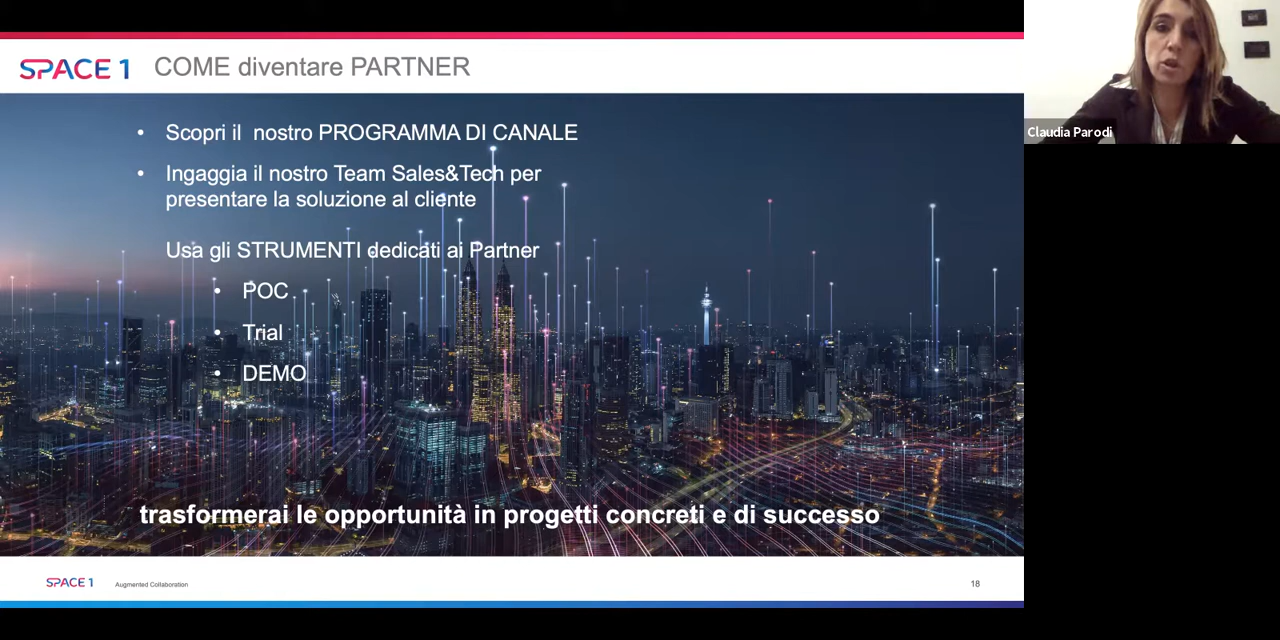 SPACE 1 COME diventare PARTNER
• Scopri il nostro PROGRAMMA DI CANALE
• Ingaggia il nostro Team Sales&Tech per
presentare la soluzione al cliente
Usa gli STRUMENTI dedicati ai Partner
• POC
• Trial
• DEMO
trasformerai le opportunità in progetti concreti e di successo
SPACE 1 Augmented Collaboration 18
Claudia Parodi